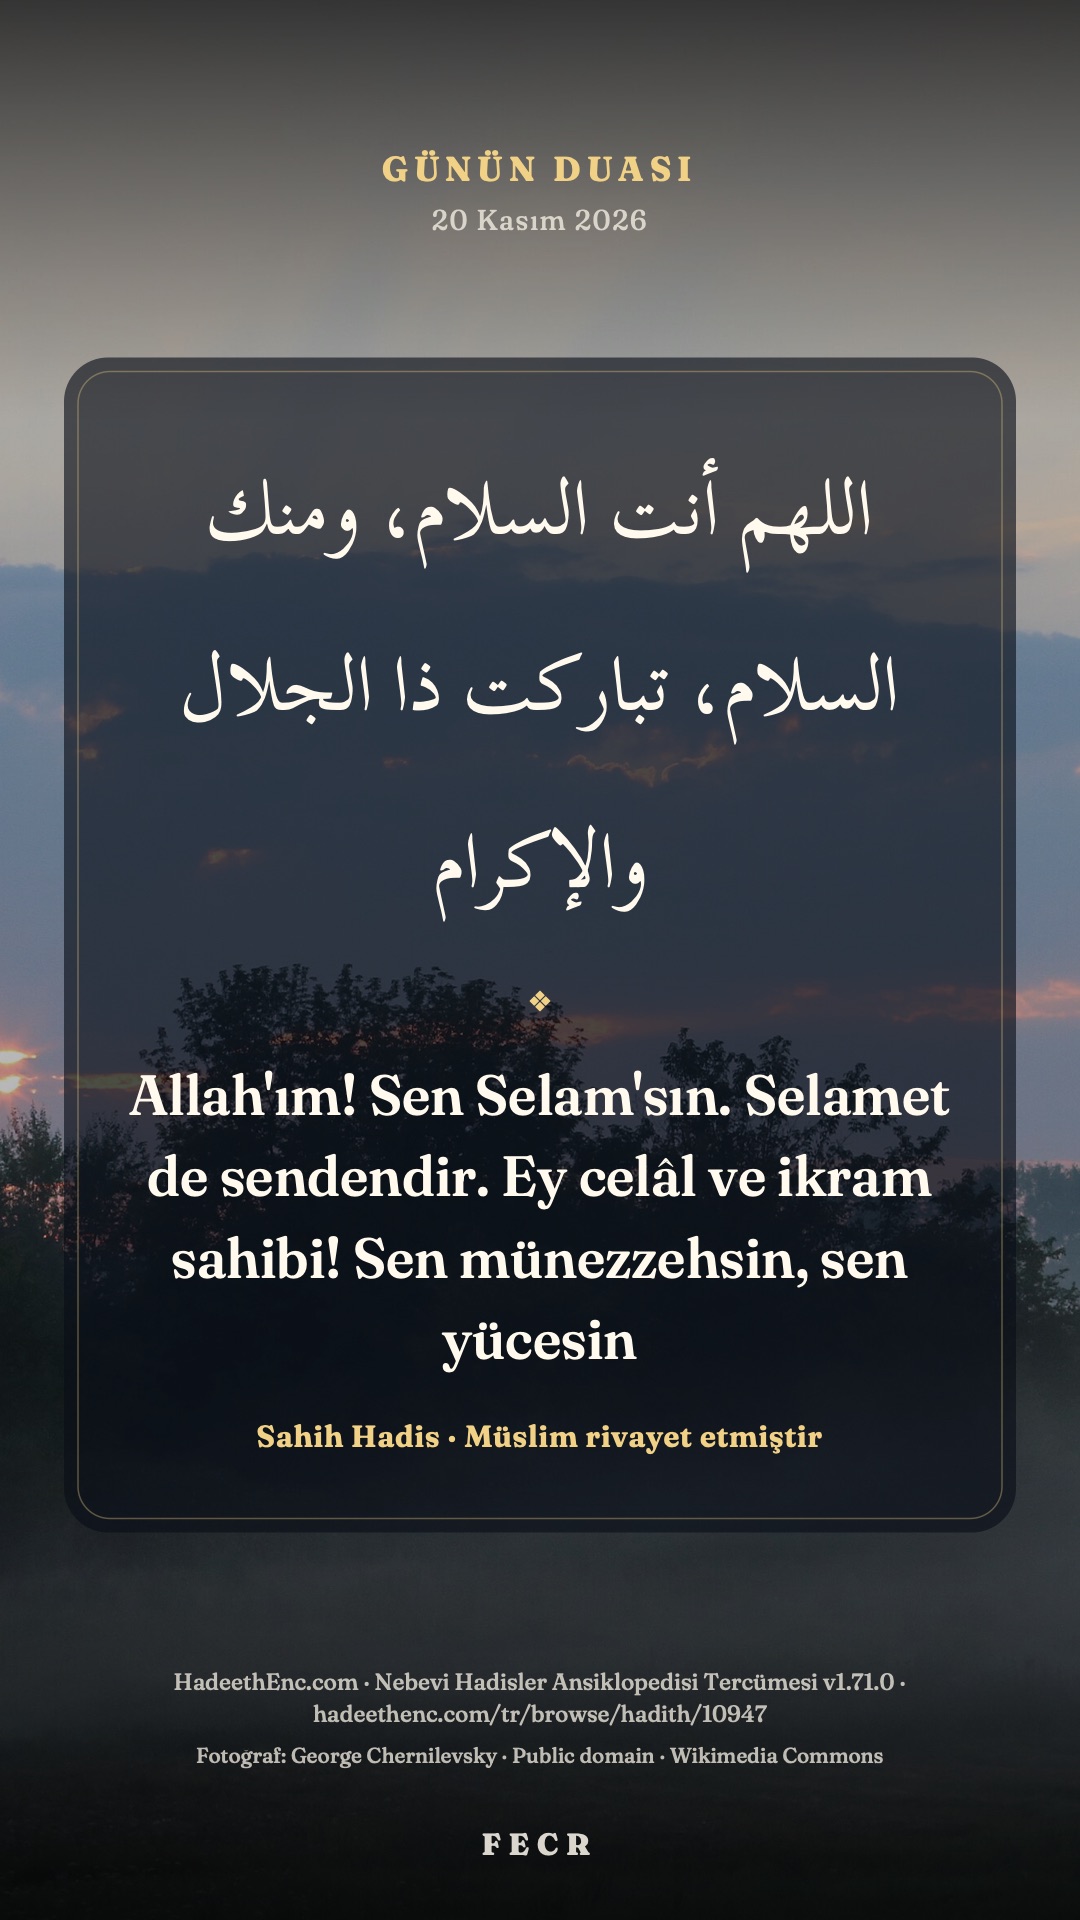 GÜNÜN DUASI
20 Kasım 2026
اللهم أنت السلام، ومنك
السلام، تباركت ذا الجلال
والإكرام
❖
Allah'ım! Sen Selam'sın. Selamet
de sendendir. Ey celâl ve ikram
sahibi! Sen münezzehsin, sen
yücesin
Sahih Hadis · Müslim rivayet etmiştir
HadeethEnc.com · Nebevi Hadisler Ansiklopedisi Tercümesi v1.71.0 ·
hadeethenc.com/tr/browse/hadith/10947
Fotoğraf: George Chernilevsky · Public domain · Wikimedia Commons
FECR